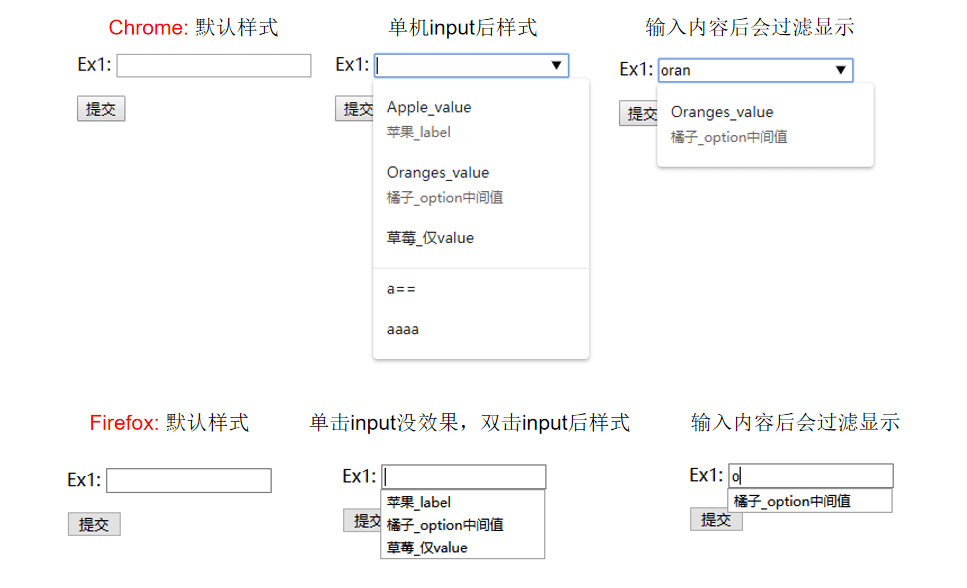 Chrome: 默认样式
单机input后样式
输入内容后会过滤显示
Ex1:
提交
Ex1:
提交
Apple_value
苹果_label
Oranges_value
橘子_option中间值
草莓_仅value
a==
aaaa
Ex1: oran
提交
Oranges_value
橘子_option中间值
Firefox: 默认样式
单击input没效果，双击input后样式
输入内容后会过滤显示
Ex1:
提交
Ex1:
提交
苹果_label
橘子_option中间值
草莓_仅value
Ex1: o
橘子_option中间值
提交